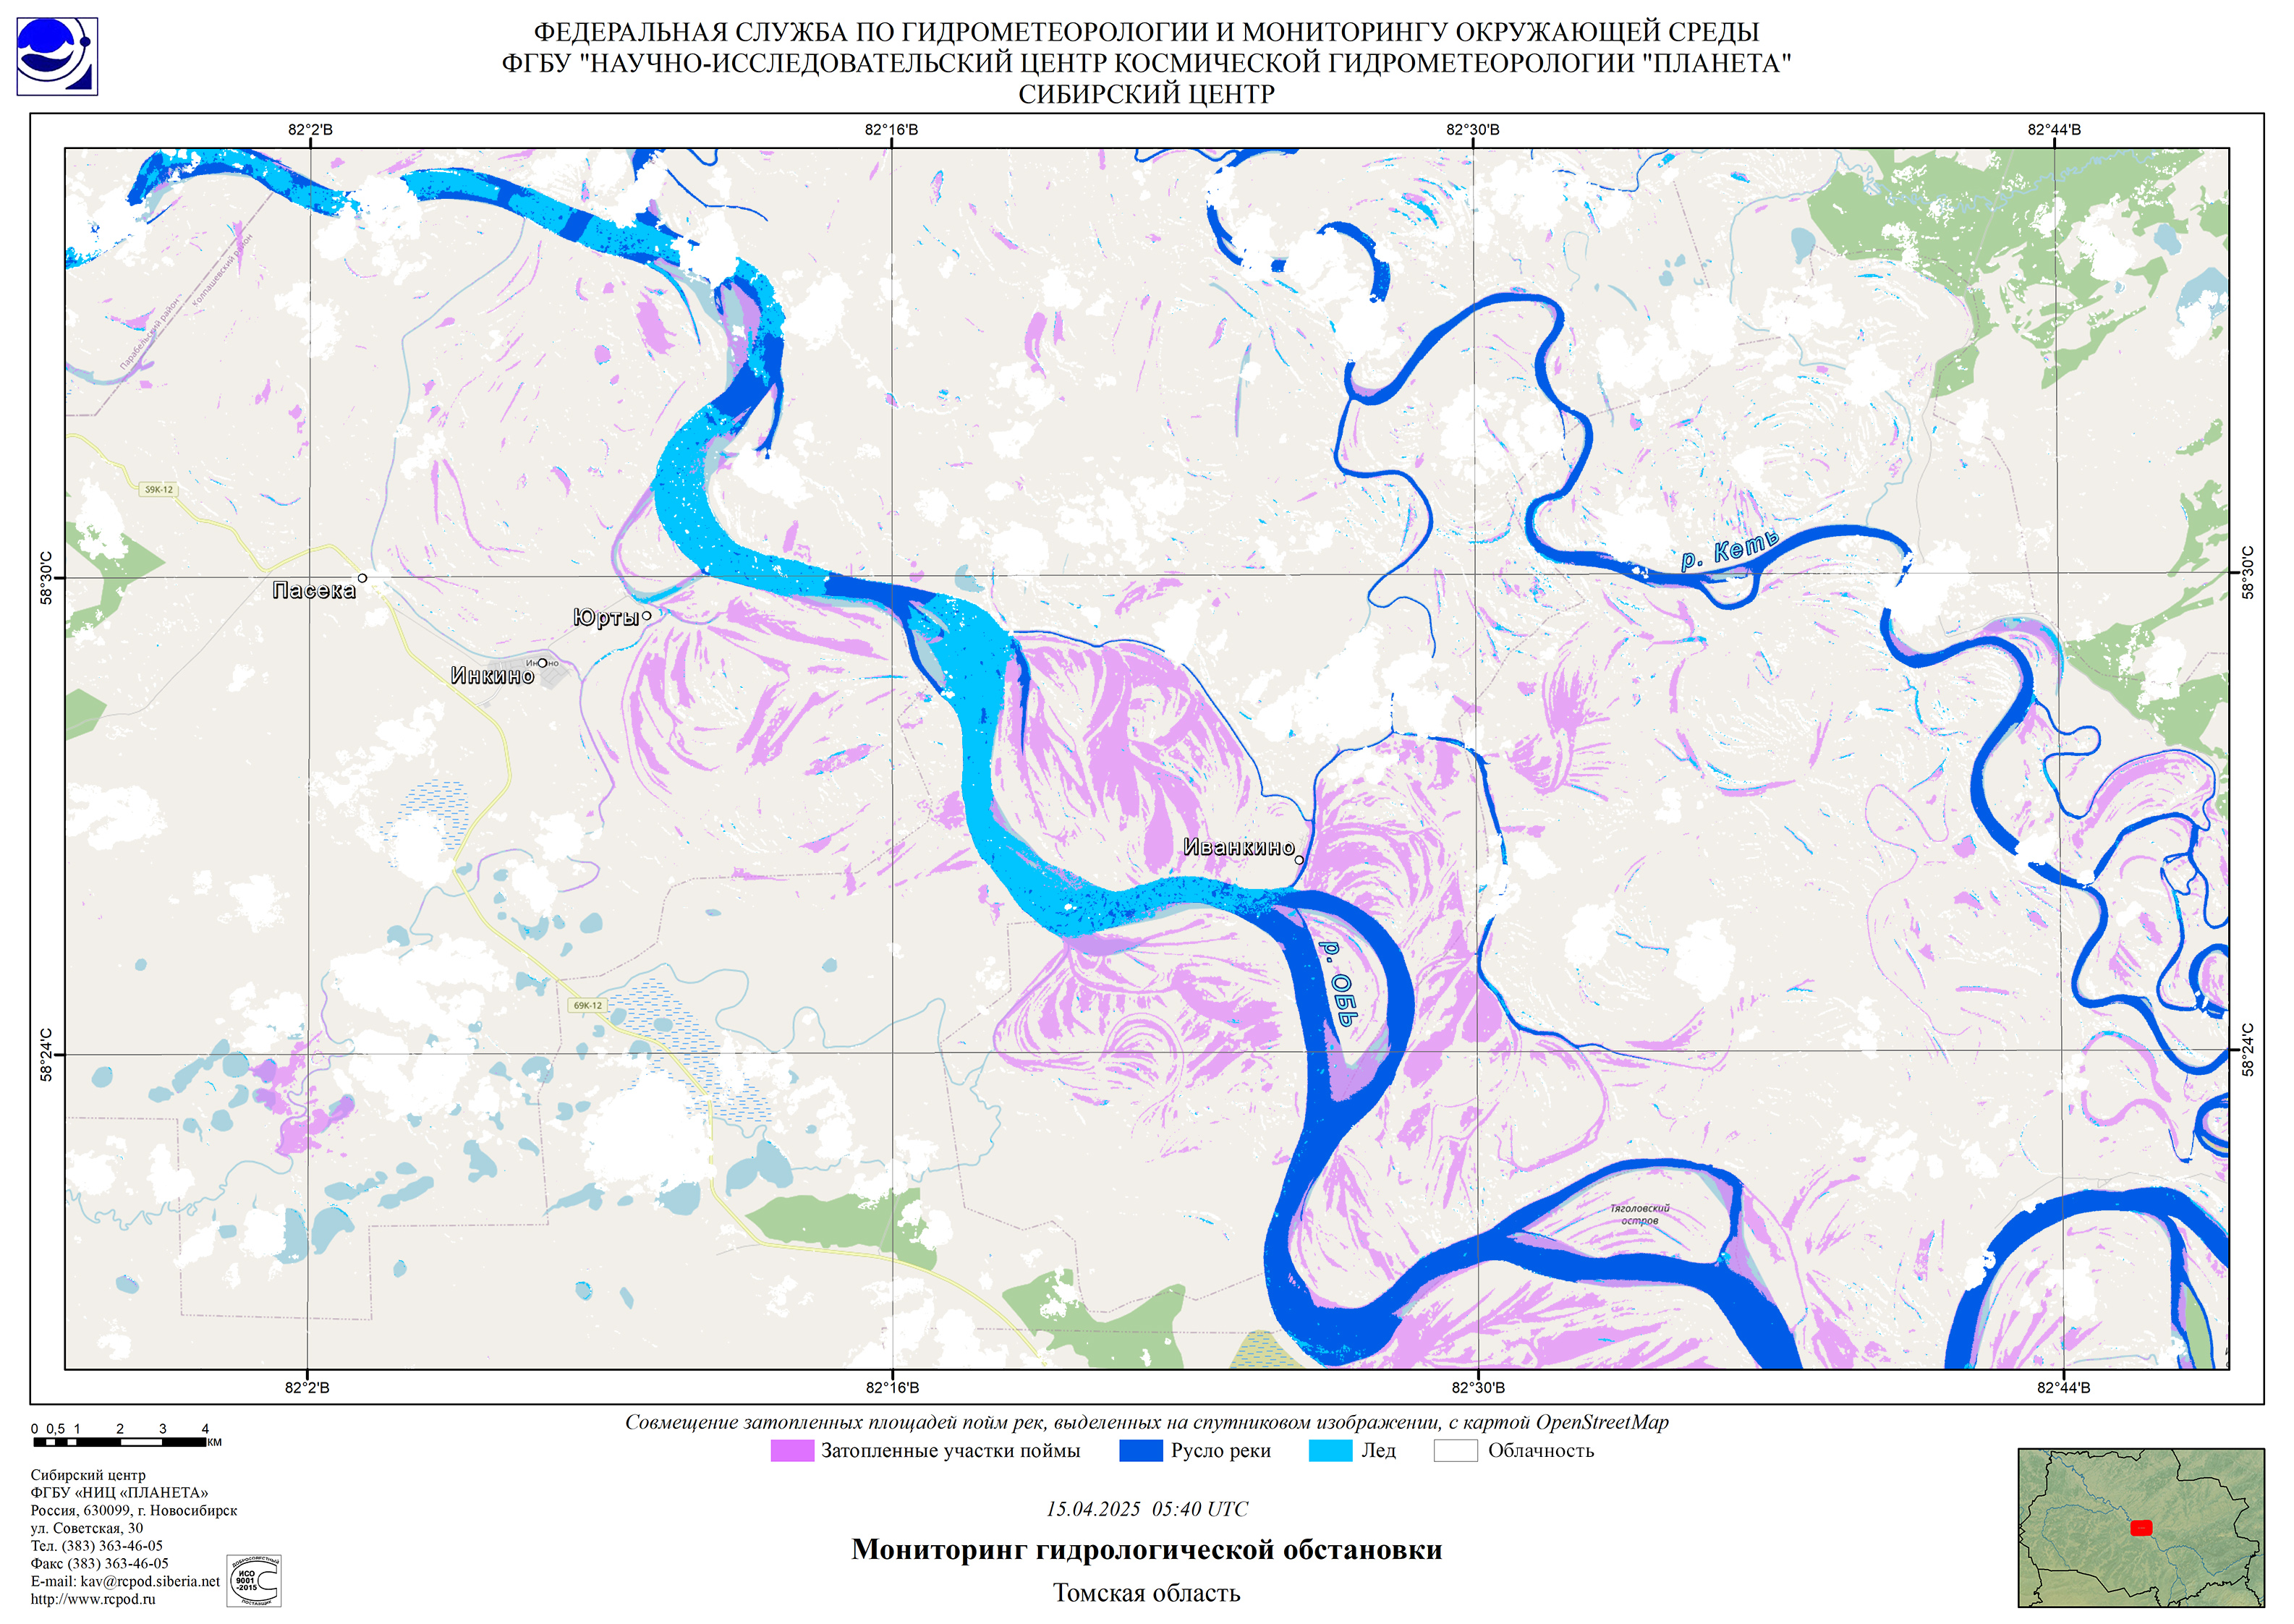 ФЕДЕРАЛЬНАЯ СЛУЖБА ПО ГИДРОМЕТЕОРОЛОГИИ И МОНИТОРИНГУ ОКРУЖАЮЩЕЙ СРЕДЫ
ФГБУ "НАУЧНО-ИССЛЕДОВАТЕЛЬСКИЙ ЦЕНТР КОСМИЧЕСКОЙ ГИДРОМЕТЕОРОЛОГИИ "ПЛАНЕТА"
СИБИРСКИЙ ЦЕНТР
82°2'В 82°16'В 82°30'В 82°44'В
Колпашевский район
Парабельский район
69К-12
58°30'С 58°30'С
р. Кеть
Пасека
Юрты
Инкино
Иванкино
р. ОБЬ
69К-12
58°24'С 58°24'С
Тяголовский
остров
82°2'В 82°16'В 82°30'В 82°44'В
0 0,5 1 2 3 4
КМ
Совмещение затопленных площадей пойм рек, выделенных на спутниковом изображении, с картой OpenStreetMap
Затопленные участки поймы Русло реки Лед Облачность
Сибирский центр
ФГБУ «НИЦ «ПЛАНЕТА»
Россия, 630099, г. Новосибирск
ул. Советская, 30
Тел. (383) 363-46-05
Факс (383) 363-46-05
E-mail: kav@rcpod.siberia.net
http://www.rcpod.ru
ДОБРОСОВЕСТНЫЙ
ИСО
9001
-2015
ПОСТАВЩИК
15.04.2025 05:40 UTC
Мониторинг гидрологической обстановки
Томская область